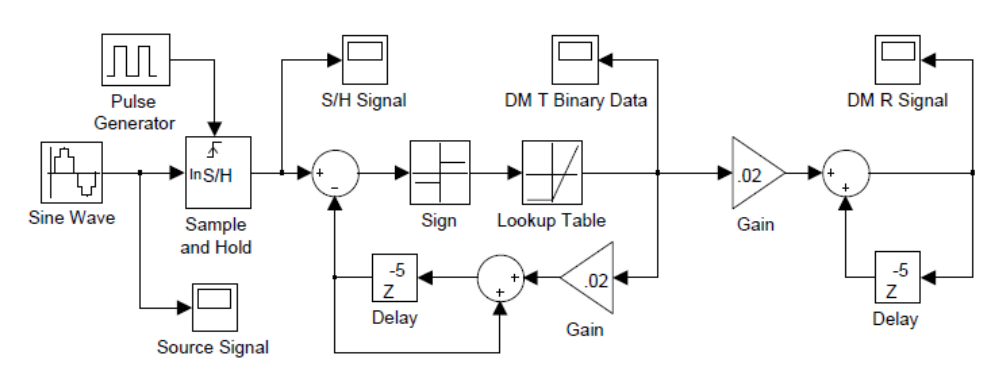 Pulse
Generator
S/H Signal
DM T Binary Data
DM R Signal
In S/H
+
−
.02
+
+
Sine Wave
Sample
and Hold
Sign
Lookup Table
Gain
-5
Z
+
+
.02
-5
Z
Delay
Gain
Delay
Source Signal